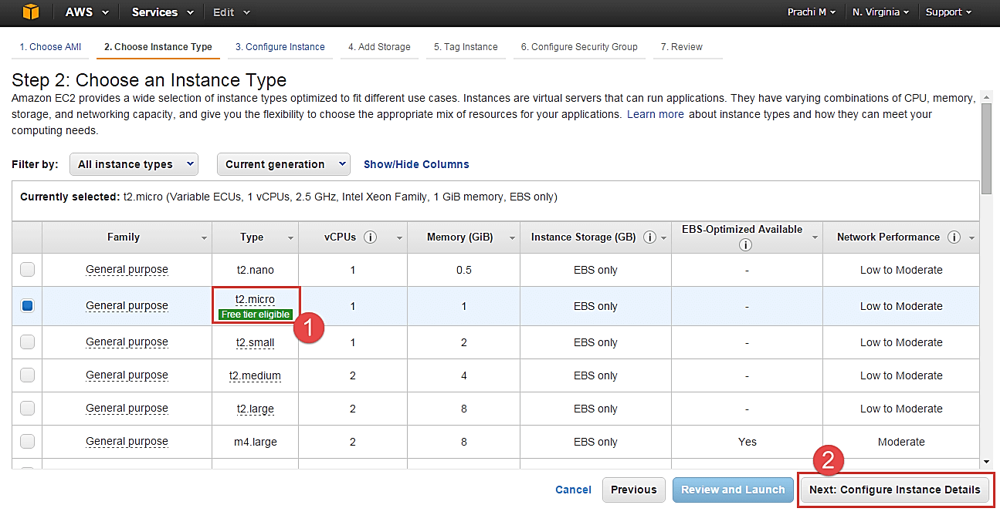 AWS Services Edit Prachi M N. Virginia Support
1. Choose AMI 2. Choose Instance Type 3. Configure Instance 4. Add Storage 5. Tag Instance 6. Configure Security Group 7. Review
Step 2: Choose an Instance Type
Amazon EC2 provides a wide selection of instance types optimized to fit different use cases. Instances are virtual servers that can run applications. They have varying combinations of CPU, memory,
storage, and networking capacity, and give you the flexibility to choose the appropriate mix of resources for your applications. Learn more about instance types and how they can meet your
computing needs.
Filter by: All instance types Current generation Show/Hide Columns
Currently selected: t2.micro (Variable ECUs, 1 vCPUs, 2.5 GHz, Intel Xeon Family, 1 GiB memory, EBS only)
Family Type vCPUs i Memory (GiB) Instance Storage (GB) i EBS-Optimized Available i Network Performance i
General purpose t2.nano 1 0.5 EBS only - Low to Moderate
General purpose t2.micro 1 1 EBS only - Low to Moderate
Free tier eligible
1
General purpose t2.small 1 2 EBS only - Low to Moderate
General purpose t2.medium 2 4 EBS only - Low to Moderate
General purpose t2.large 2 8 EBS only - Low to Moderate
General purpose m4.large 2 8 EBS only Yes Moderate
2
Cancel Previous Review and Launch Next: Configure Instance Details